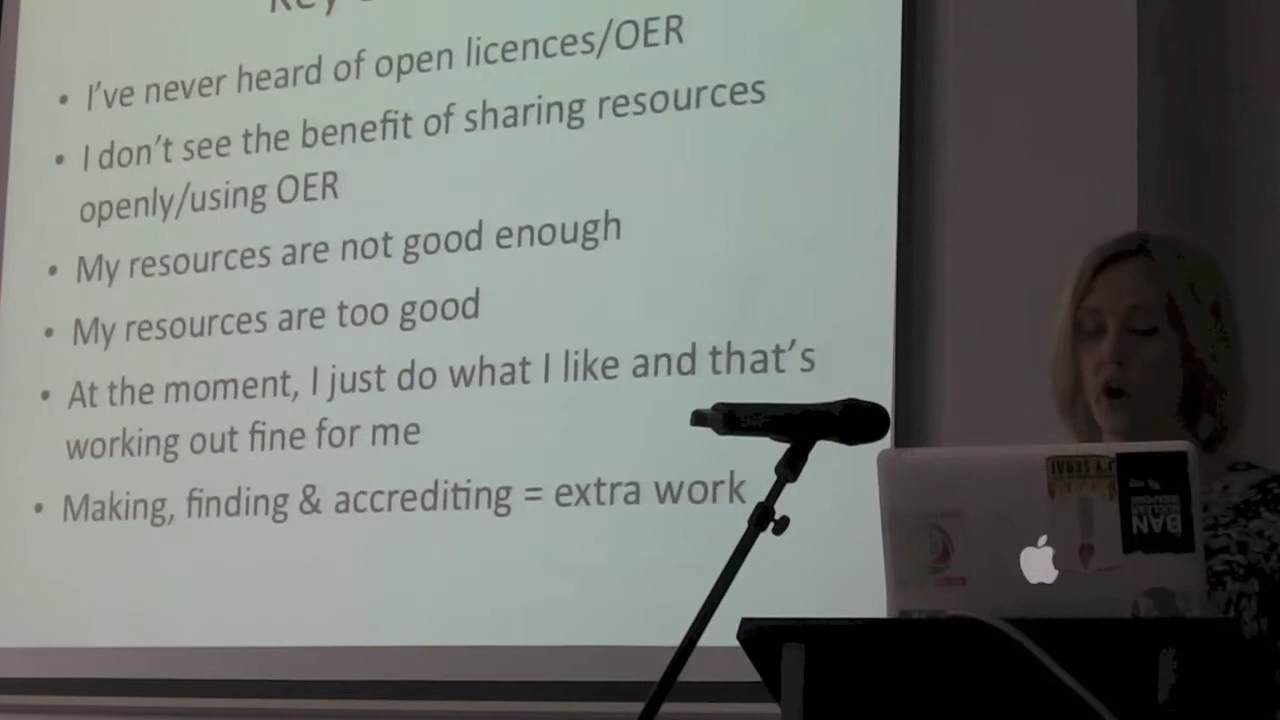 Key
• I've never heard of open licences/OER
• I don't see the benefit of sharing resources
openly/using OER
• My resources are not good enough
• My resources are too good
• At the moment, I just do what I like and that's
working out fine for me
• Making, finding & accrediting = extra work
BAN